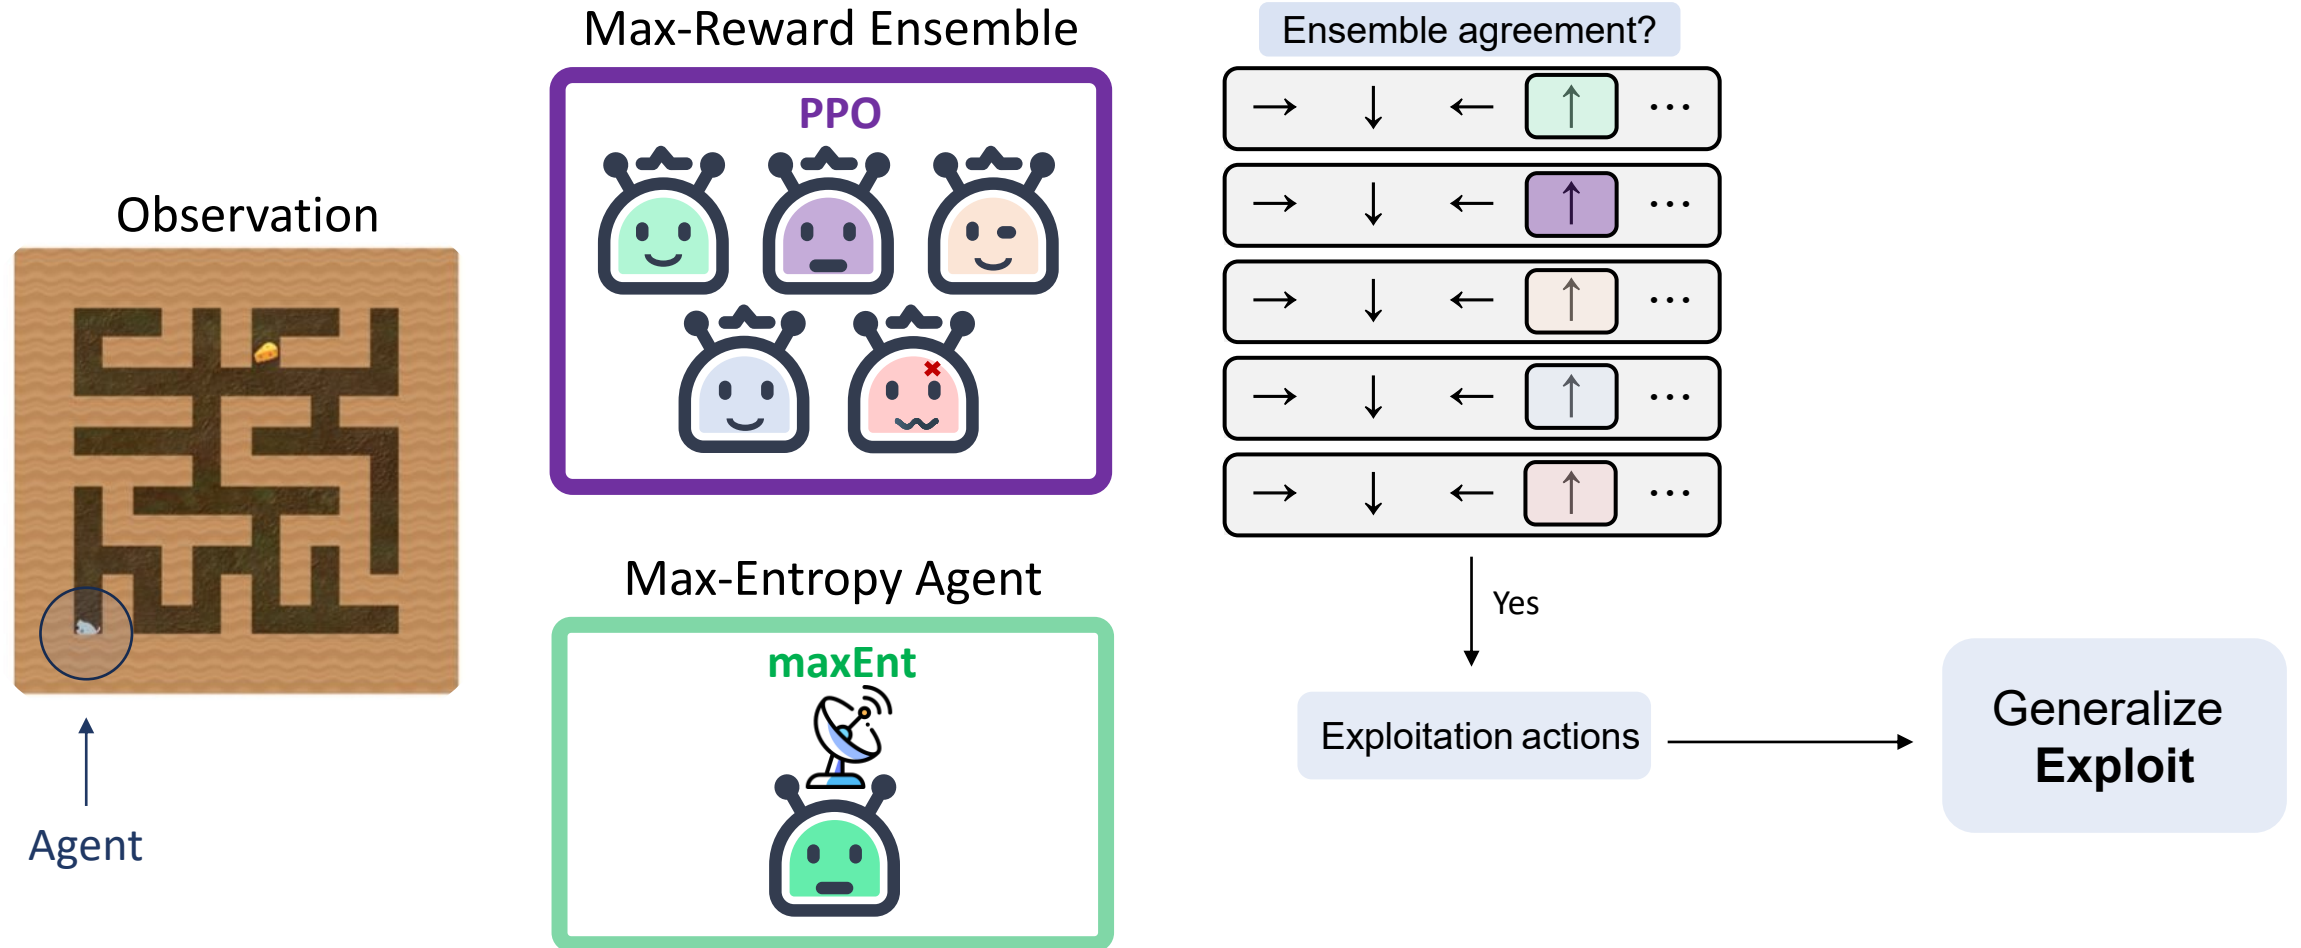 Observation
Agent
Max-Reward Ensemble
PPO
Max-Entropy Agent
maxEnt
Ensemble agreement?
→ ↓ ← ↑ ...
→ ↓ ← ↑ ...
→ ↓ ← ↑ ...
→ ↓ ← ↑ ...
→ ↓ ← ↑ ...
Yes
Exploitation actions
Generalize
Exploit